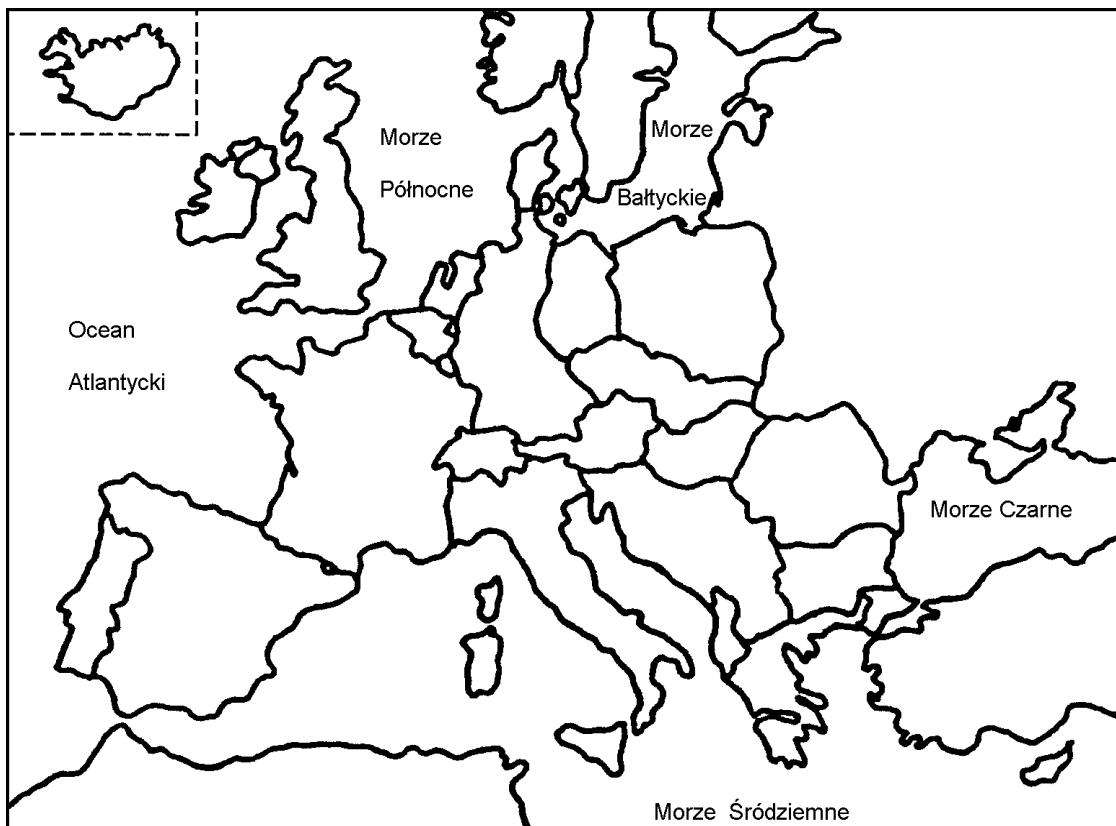 Morze
Północne
Morze
Bałtyckie
Ocean
Atlantycki
Morze Czarne
Morze Śródziemne